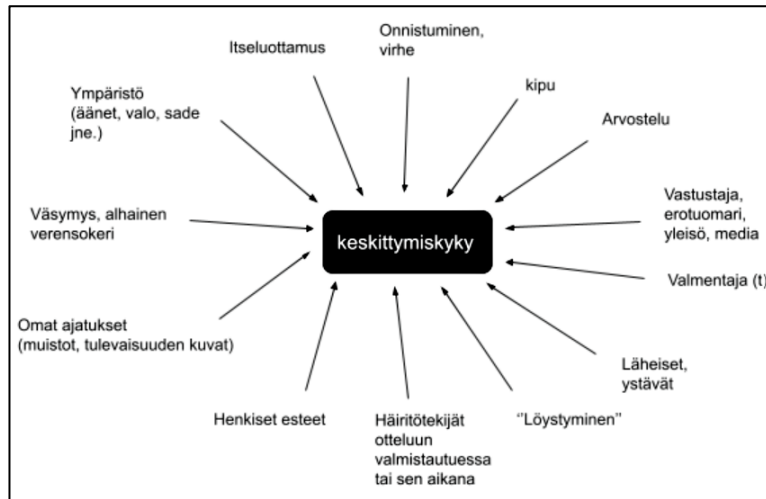 Onnistuminen,
virhe
Itseluottamus
kipu
Ympäristö
(äänet, valo, sade
jne.)
Arvostelu
Vastustaja,
erotuomari,
yleisö, media
Väsymys, alhainen
verensokeri
keskittymiskyky
Valmentaja (t)
Omat ajatukset
(muistot, tulevaisuuden kuvat)
Läheiset,
ystävät
Henkiset esteet
Häiritötekijät
otteluun
valmistautuessa
tai sen aikana
‘’Löystyminen’’